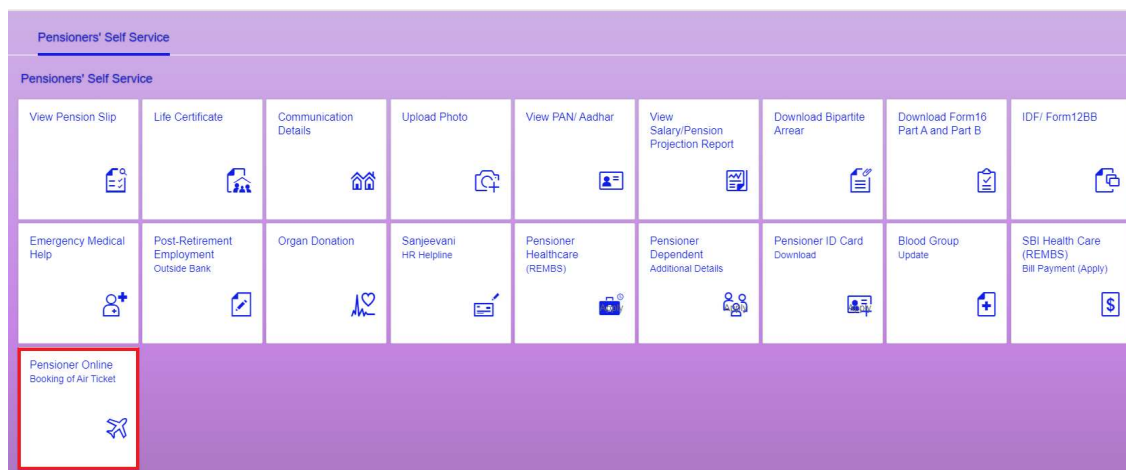 Pensioners' Self Service
Pensioners' Self Service
View Pension Slip
Life Certificate
Communication
Details
Upload Photo
View PAN/ Aadhar
View
Salary/Pension
Projection Report
Download Bipartite
Arrear
Download Form16
Part A and Part B
IDF/ Form12BB
Emergency Medical
Help
Post-Retirement
Employment
Outside Bank
Organ Donation
Sanjeevani
HR Helpline
Pensioner
Healthcare
(REMBS)
Pensioner
Dependent
Additional Details
Pensioner ID Card
Download
Blood Group
Update
SBI Health Care
(REMBS)
Bill Payment (Apply)
Pensioner Online
Booking of Air Ticket